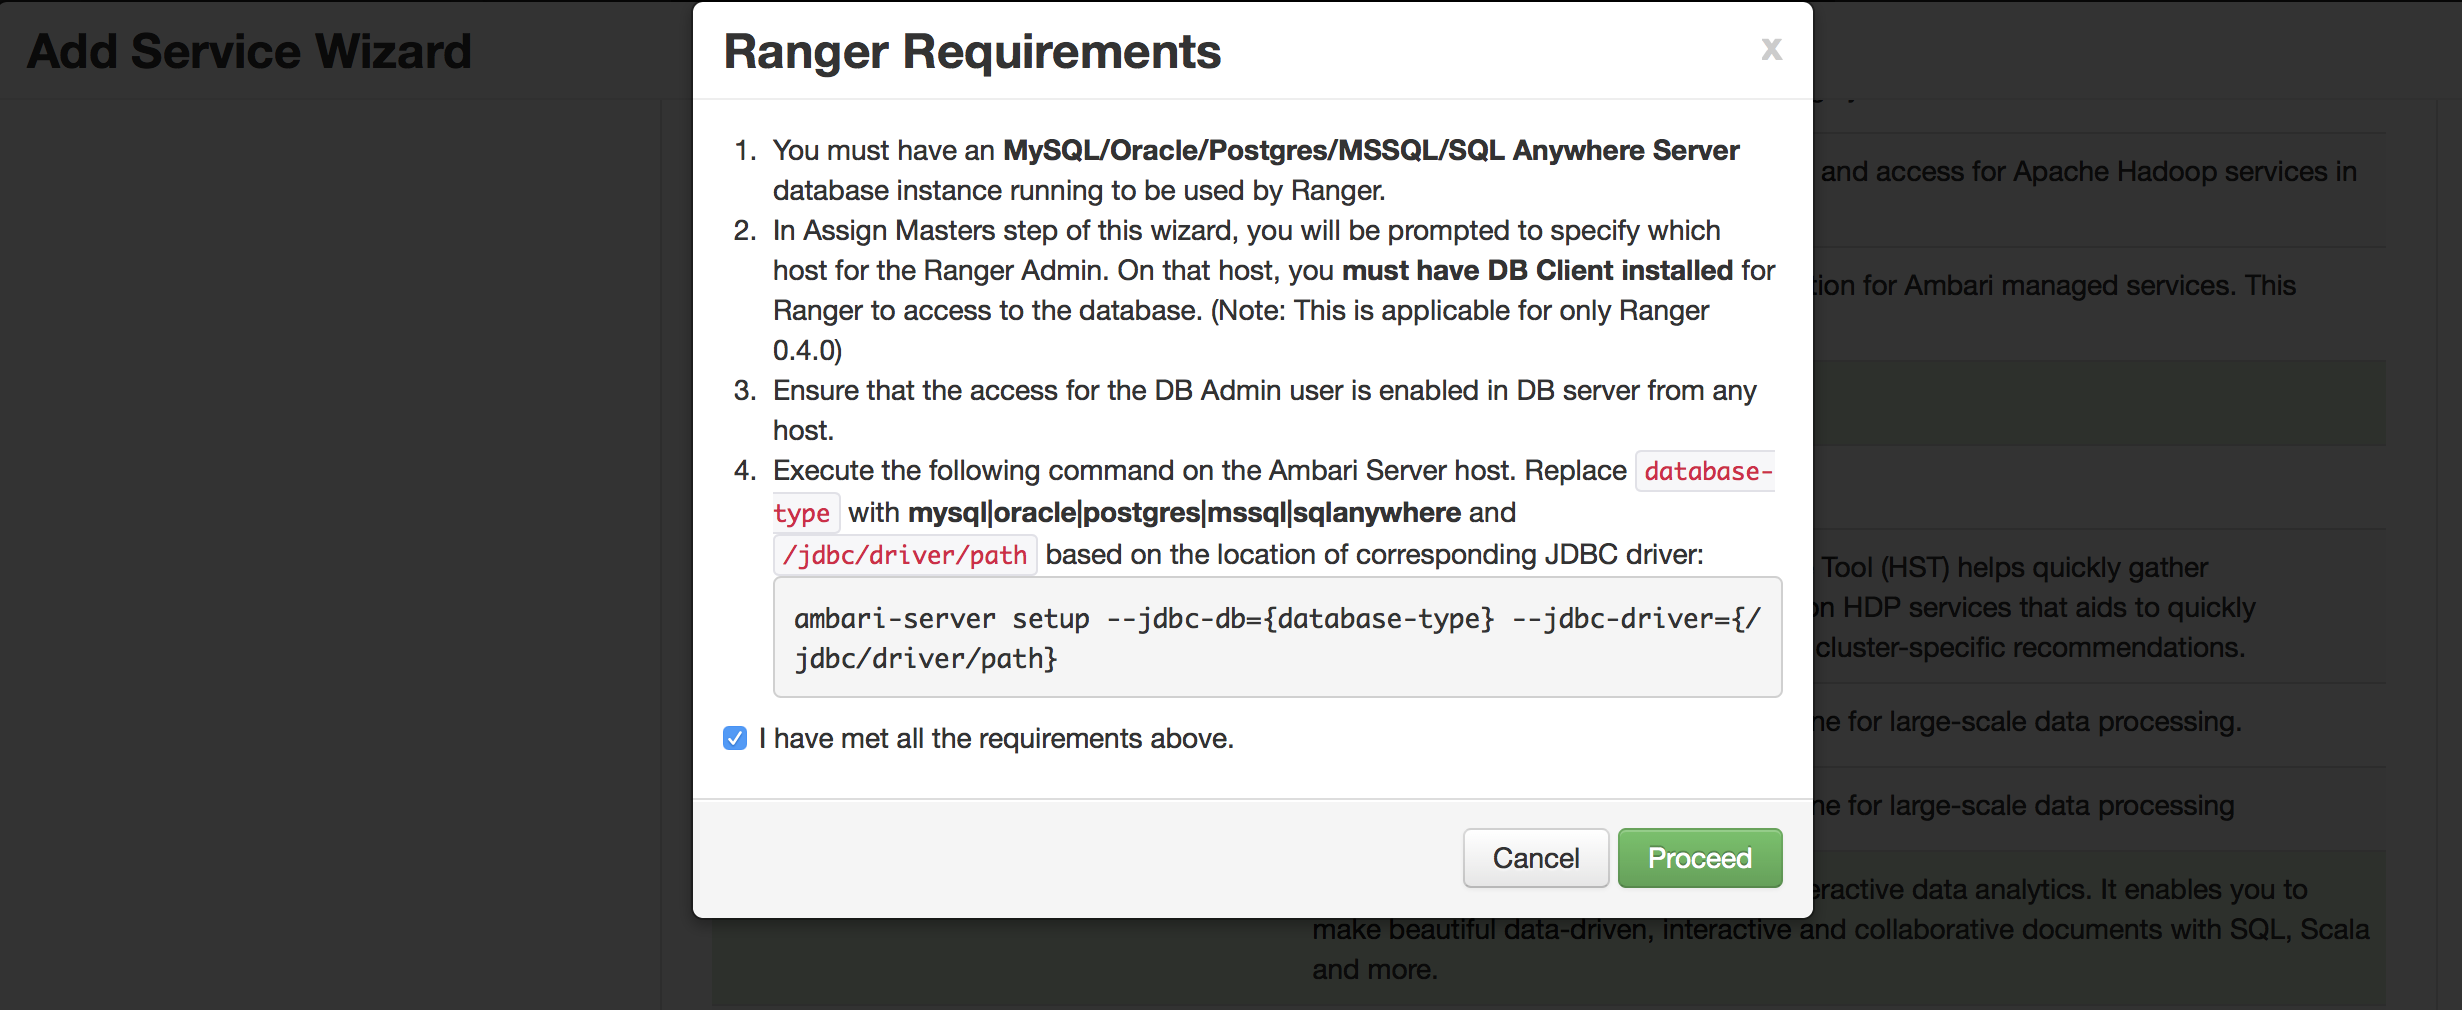 Add Service Wizard
Ranger Requirements
x
1. You must have an MySQL/Oracle/Postgres/MSSQL/SQL Anywhere Server
database instance running to be used by Ranger.
2. In Assign Masters step of this wizard, you will be prompted to specify which
host for the Ranger Admin. On that host, you must have DB Client installed for
Ranger to access to the database. (Note: This is applicable for only Ranger
0.4.0)
3. Ensure that the access for the DB Admin user is enabled in DB server from any
host.
4. Execute the following command on the Ambari Server host. Replace database-
type with mysql|oracle|postgres|mssql|sqlanywhere and
/jdbc/driver/path based on the location of corresponding JDBC driver:
ambari-server setup --jdbc-db={database-type} --jdbc-driver={/
jdbc/driver/path}
I have met all the requirements above.
Cancel
Proceed
and access for Apache Hadoop services in
tion for Ambari managed services. This
Tool (HST) helps quickly gather
on HDP services that aids to quickly
cluster-specific recommendations.
ne for large-scale data processing.
ne for large-scale data processing
eractive data analytics. It enables you to
make beautiful data-driven, interactive and collaborative documents with SQL, Scala
and more.